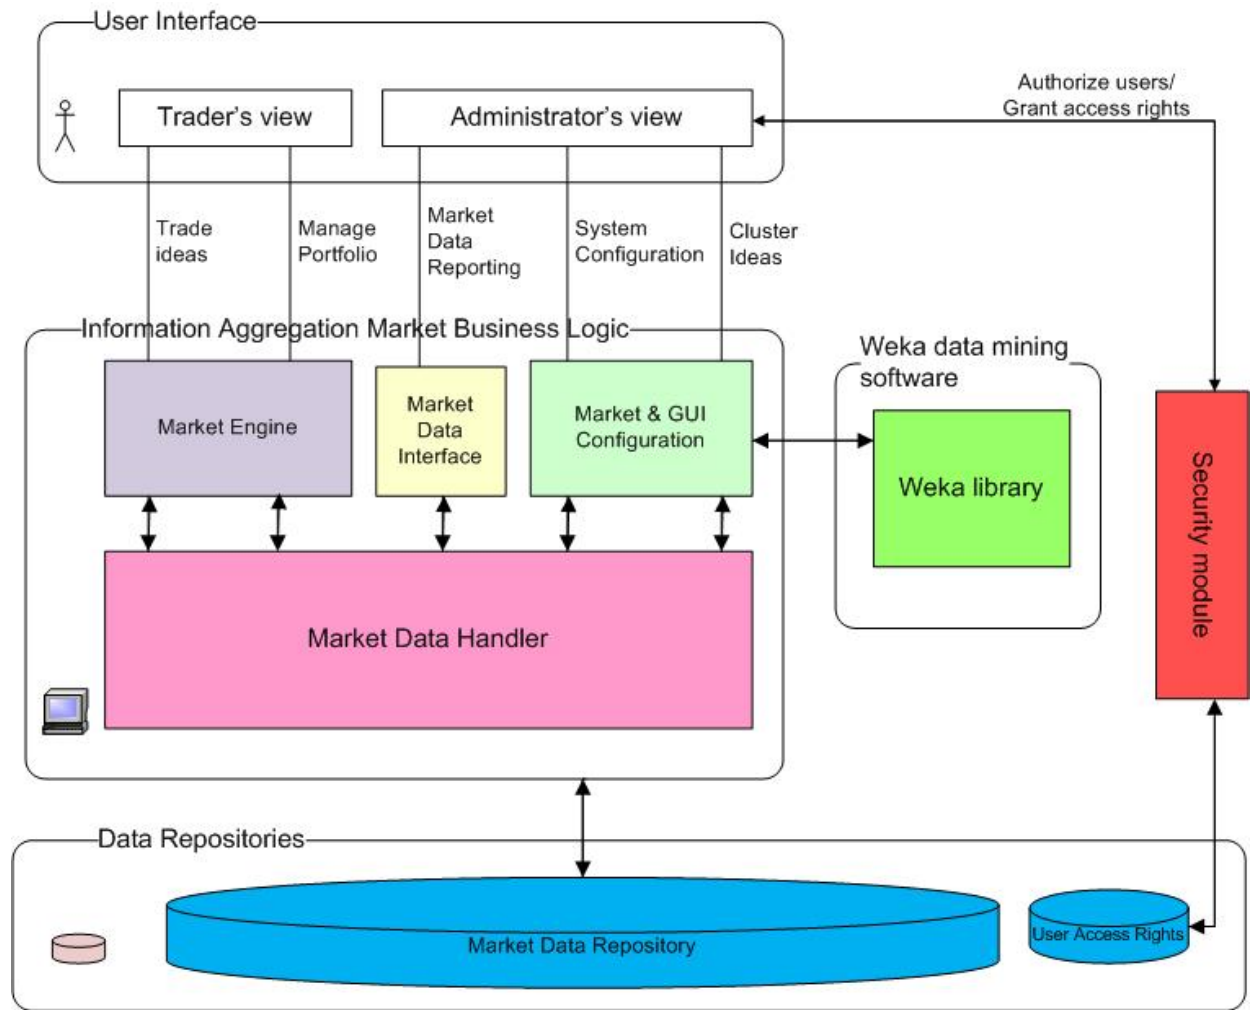 User Interface
Trader's view
Administrator's view
Authorize users/
Grant access rights
Trade
ideas
Manage
Portfolio
Market
Data
Reporting
System
Configuration
Cluster
Ideas
Information Aggregation Market Business Logic
Market Engine
Market
Data
Interface
Market & GUI
Configuration
Weka data mining
software
Weka library
Security module
Market Data Handler
Data Repositories
Market Data Repository
User Access Rights